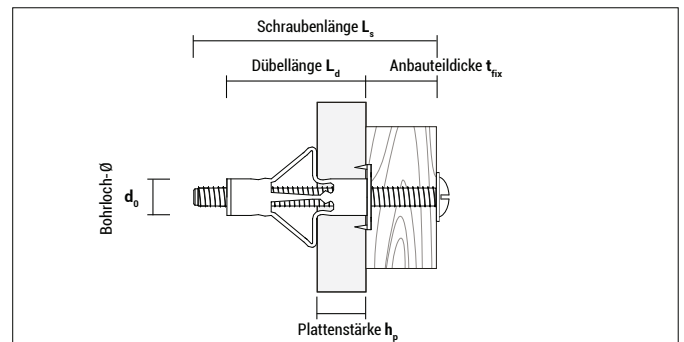 Schraubenlänge Ls
Dübellänge Ld
Anbauteildicke tfix
Bohrloch-Ø
d0
Plattenstärke hp